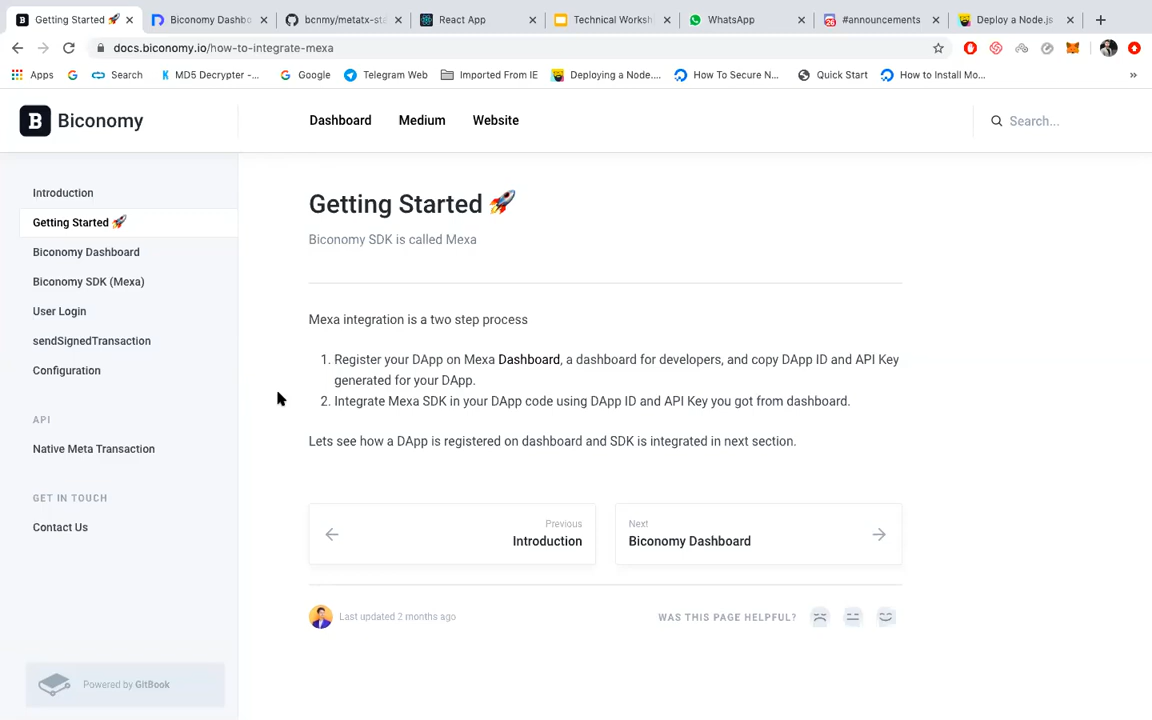 Getting Started 🚀
Biconomy Dashbo
bcnmy/metatx-sta
React App
Technical Worksh
WhatsApp
#announcements
Deploy a Node.js
docs.biconomy.io/how-to-integrate-mexa
Apps
Search
MD5 Decrypter -...
Google
Telegram Web
Imported From IE
Deploying a Node....
How To Secure N...
Quick Start
How to Install Mo...
»
B Biconomy
Dashboard
Medium
Website
Search...
Introduction
Getting Started 🚀
Biconomy Dashboard
Biconomy SDK (Mexa)
User Login
sendSignedTransaction
Configuration
API
Native Meta Transaction
GET IN TOUCH
Contact Us
Powered by GitBook
Getting Started 🚀
Biconomy SDK is called Mexa
Mexa integration is a two step process
1. Register your DApp on Mexa Dashboard, a dashboard for developers, and copy DApp ID and API Key
generated for your DApp.
2. Integrate Mexa SDK in your DApp code using DApp ID and API Key you got from dashboard.
Lets see how a DApp is registered on dashboard and SDK is integrated in next section.
Previous
Introduction
Next
Biconomy Dashboard
Last updated 2 months ago
WAS THIS PAGE HELPFUL?